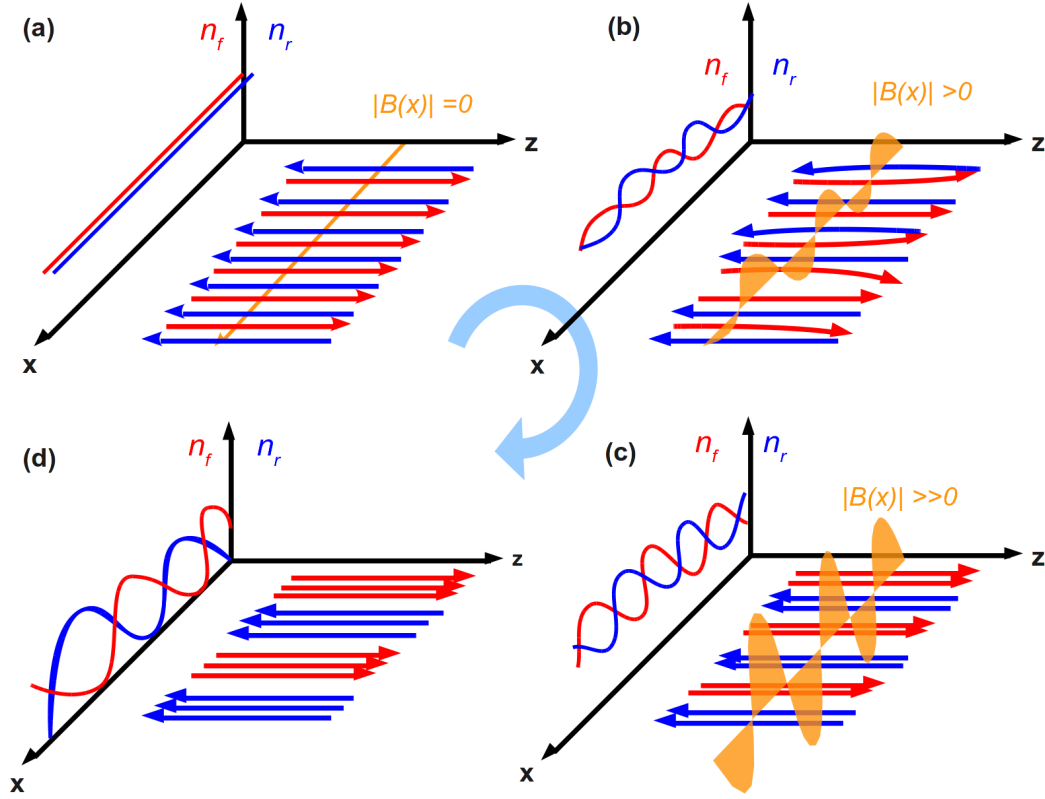 (a)
n_f n_r
|B(x)| =0
z
x
(b)
n_f n_r
|B(x)| >0
z
x
(d)
n_f n_r
z
x
(c)
n_f n_r
|B(x)| >>0
z
x